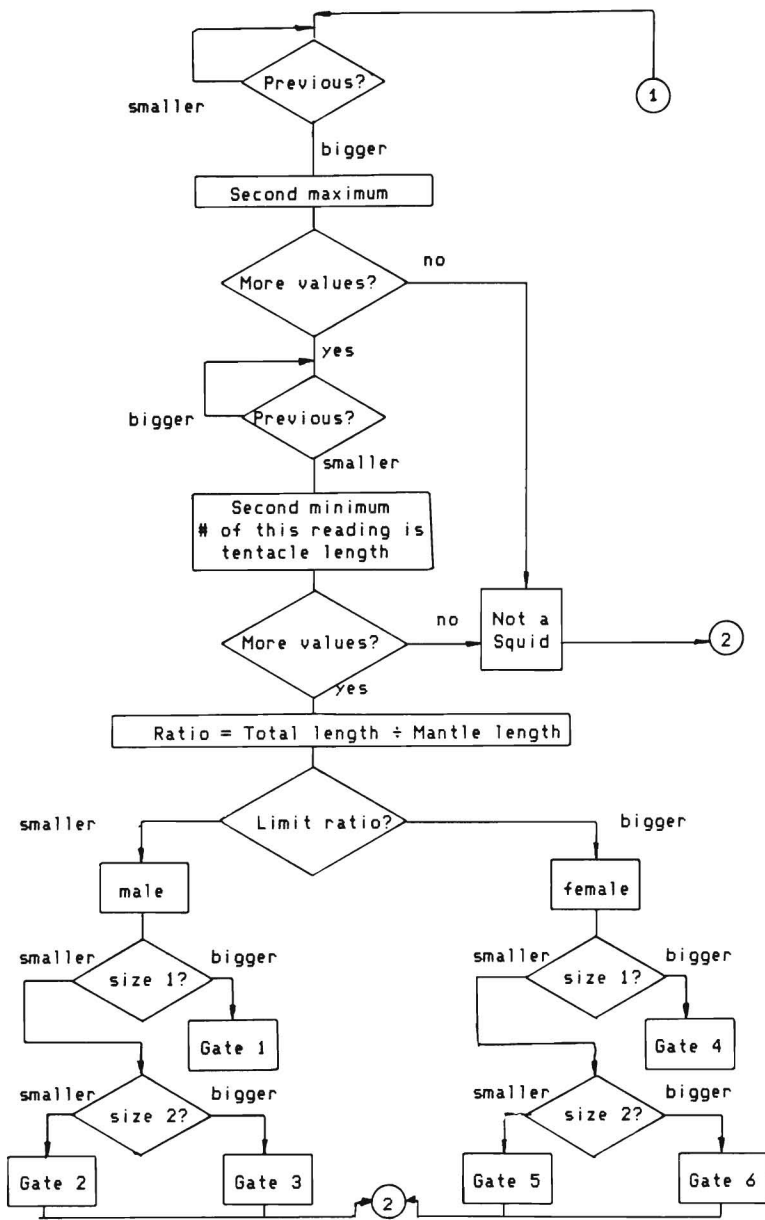 Previous?
1
smaller
bigger
Second maximum
More values?
no
yes
bigger
Previous?
smaller
Second minimum
# of this reading is
tentacle length
More values?
no
Not a
Squid
2
yes
Ratio = Total length ÷ Mantle length
smaller
Limit ratio?
bigger
male
female
smaller
size 1?
bigger
smaller
size 1?
bigger
Gate 1
Gate 4
smaller
size 2?
bigger
smaller
size 2?
bigger
Gate 2
Gate 3
2
Gate 5
Gate 6